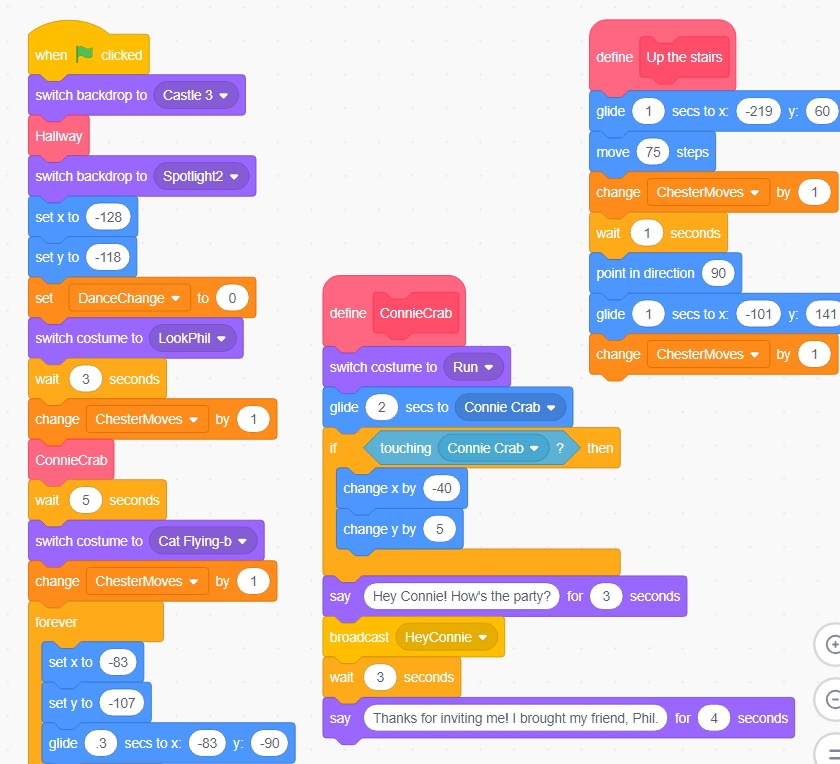 when clicked
switch backdrop to Castle 3
Hallway
switch backdrop to Spotlight2
set x to -128
set y to -118
set DanceChange to 0
switch costume to LookPhil
wait 3 seconds
change ChesterMoves by 1
ConnieCrab
wait 5 seconds
switch costume to Cat Flying-b
change ChesterMoves by 1
forever
set x to -83
set y to -107
glide .3 secs to x: -83 y: -90
define ConnieCrab
switch costume to Run
glide 2 secs to Connie Crab
if touching Connie Crab ? then
change x by -40
change y by 5
say Hey Connie! How's the party? for 3 seconds
broadcast HeyConnie
wait 3 seconds
say Thanks for inviting me! I brought my friend, Phil. for 4 seconds
define Up the stairs
glide 1 secs to x: -219 y: 60
move 75 steps
change ChesterMoves by 1
wait 1 seconds
point in direction 90
glide 1 secs to x: -101 y: 141
change ChesterMoves by 1